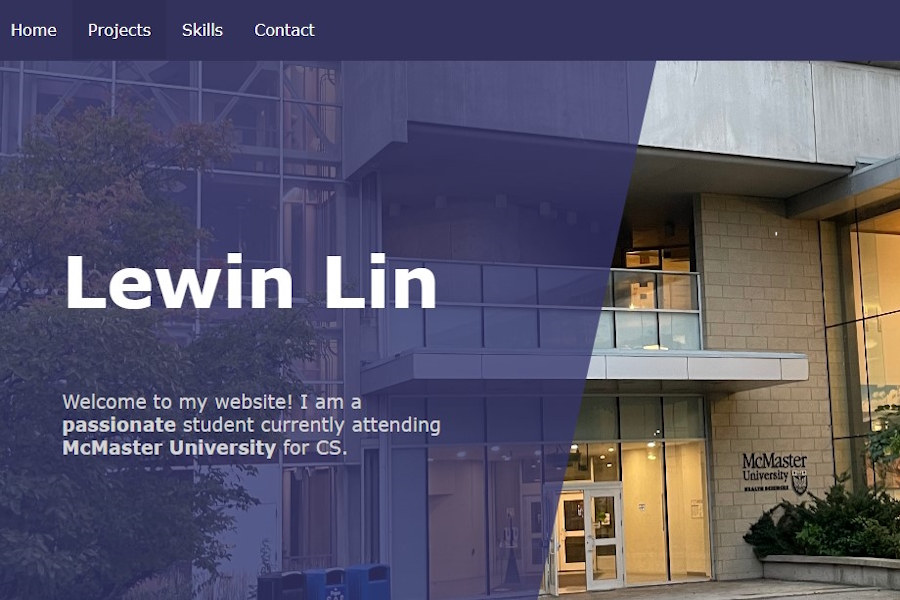 Home Projects Skills Contact
Lewin Lin
Welcome to my website! I am a
passionate student currently attending
McMaster University for CS.
McMaster
University
HEALTH SCIENCES